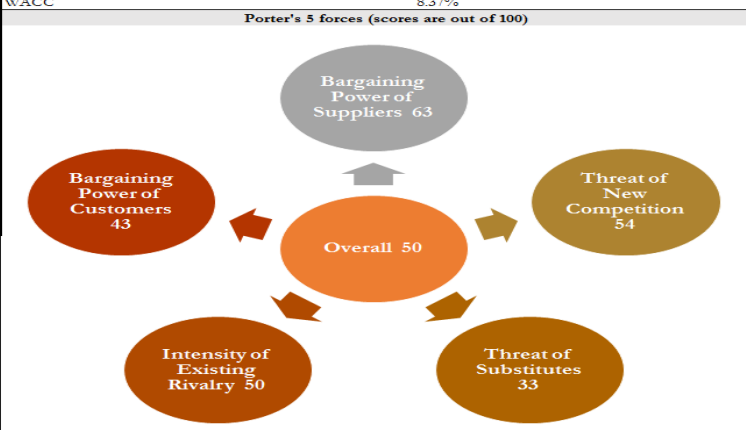 WACC 8.37%
Porter's 5 forces (scores are out of 100)
Bargaining
Power of
Suppliers 63
Bargaining
Power of
Customers
43
Threat of
New
Competition
54
Overall 50
Intensity of
Existing
Rivalry 50
Threat of
Substitutes
33